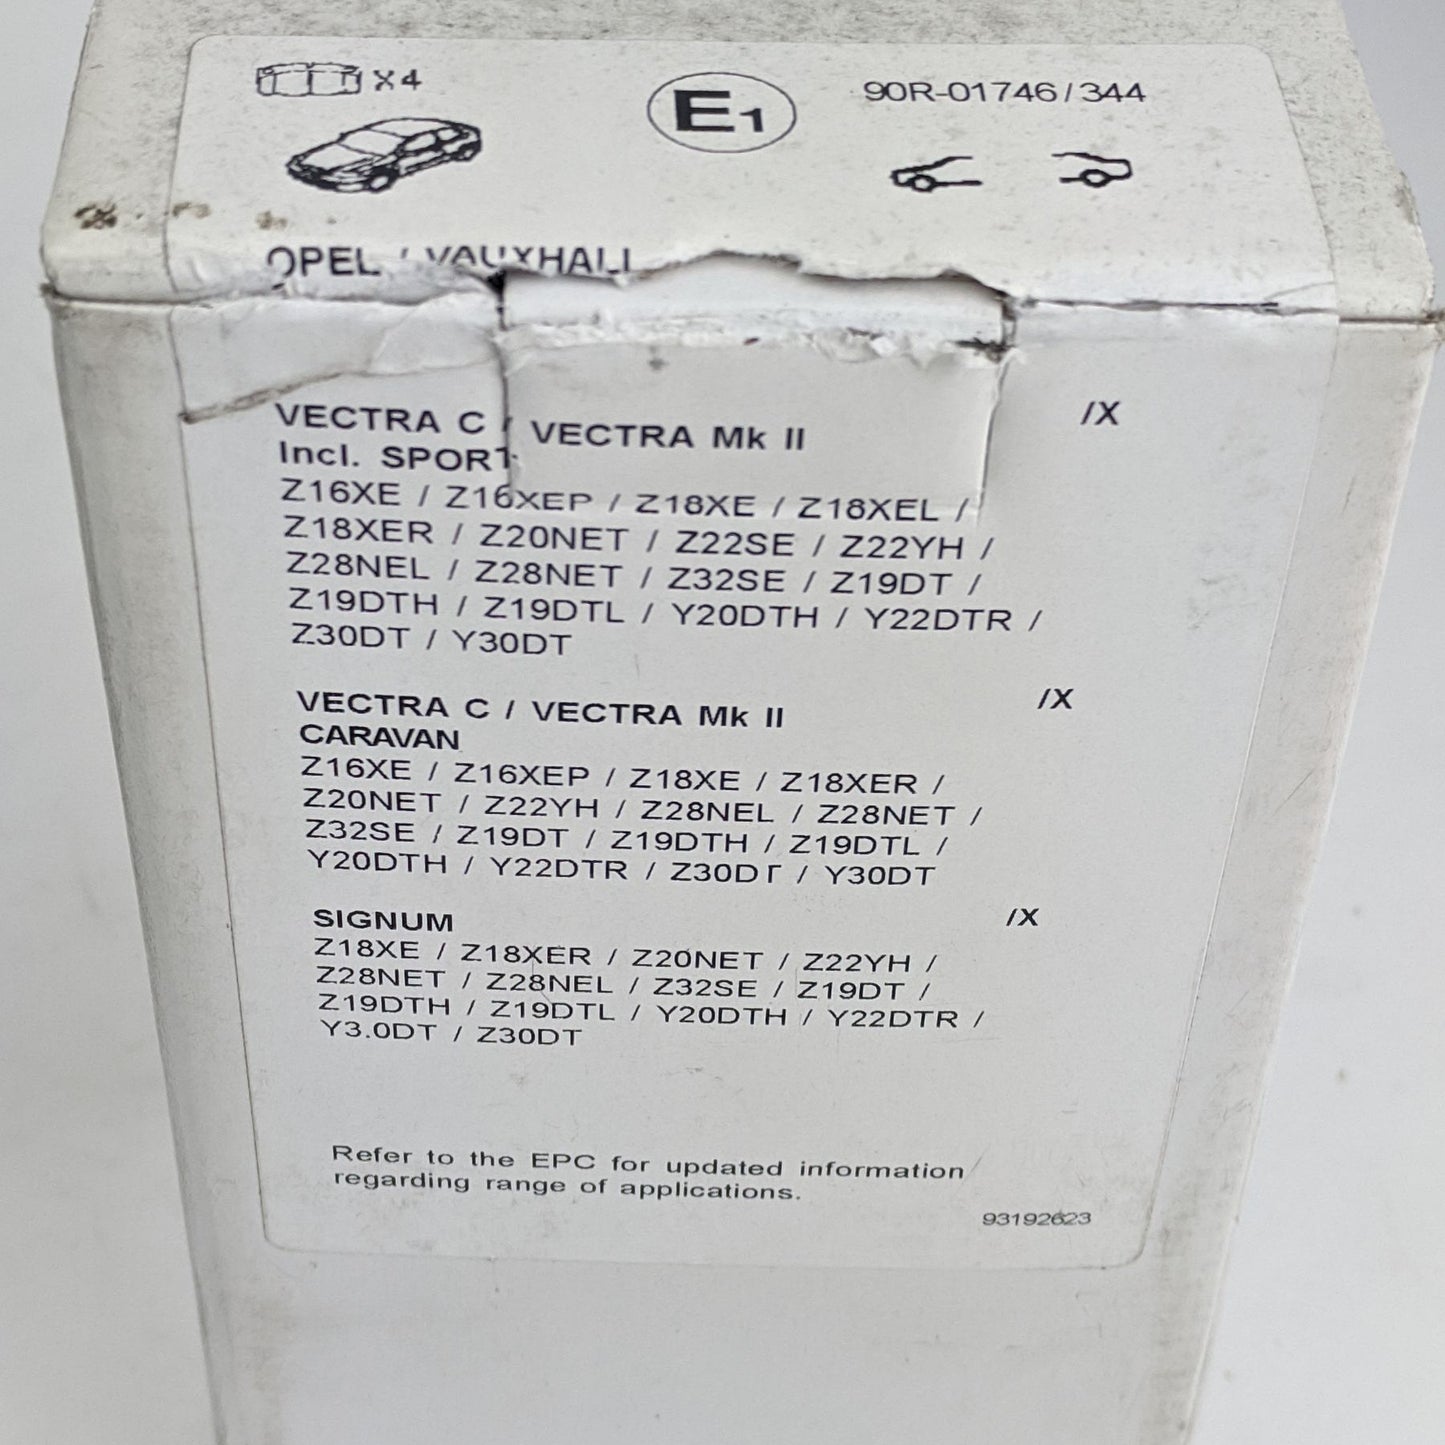 X4
E1
90R-01746/344
OPEL / VAUXHALL
VECTRA C / VECTRA Mk II /X
Incl. SPORT
Z16XE / Z16XEP / Z18XE / Z18XEL /
Z18XER / Z20NET / Z22SE / Z22YH /
Z28NEL / Z28NET / Z32SE / Z19DT /
Z19DTH / Z19DTL / Y20DTH / Y22DTR /
Z30DT / Y30DT
VECTRA C / VECTRA Mk II /X
CARAVAN
Z16XE / Z16XEP / Z18XE / Z18XER /
Z20NET / Z22YH / Z28NEL / Z28NET /
Z32SE / Z19DT / Z19DTH / Z19DTL /
Y20DTH / Y22DTR / Z30DT / Y30DT
SIGNUM /X
Z18XE / Z18XER / Z20NET / Z22YH /
Z28NET / Z28NEL / Z32SE / Z19DT /
Z19DTH / Z19DTL / Y20DTH / Y22DTR /
Y3.0DT / Z30DT
Refer to the EPC for updated information
regarding range of applications.
93192623